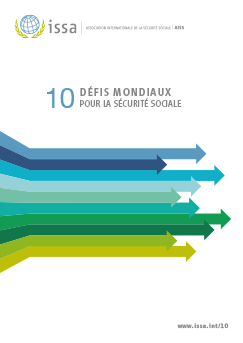 issa
ASSOCIATION INTERNATIONALE DE LA SÉCURITÉ SOCIALE | AISS
10 DÉFIS MONDIAUX
POUR LA SÉCURITÉ SOCIALE
www.issa.int/10